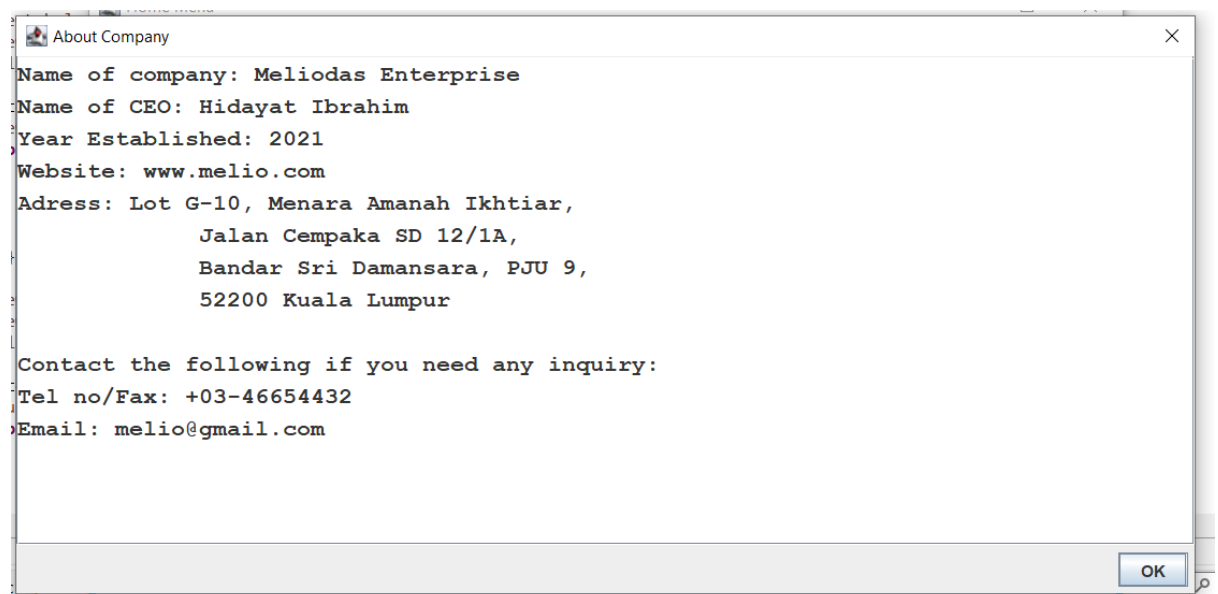 Home Menu
About Company
Name of company: Meliodas Enterprise
Name of CEO: Hidayat Ibrahim
Year Established: 2021
Website: www.melio.com
Adress: Lot G-10, Menara Amanah Ikhtiar,
Jalan Cempaka SD 12/1A,
Bandar Sri Damansara, PJU 9,
52200 Kuala Lumpur
Contact the following if you need any inquiry:
Tel no/Fax: +03-46654432
Email: melio@gmail.com
OK